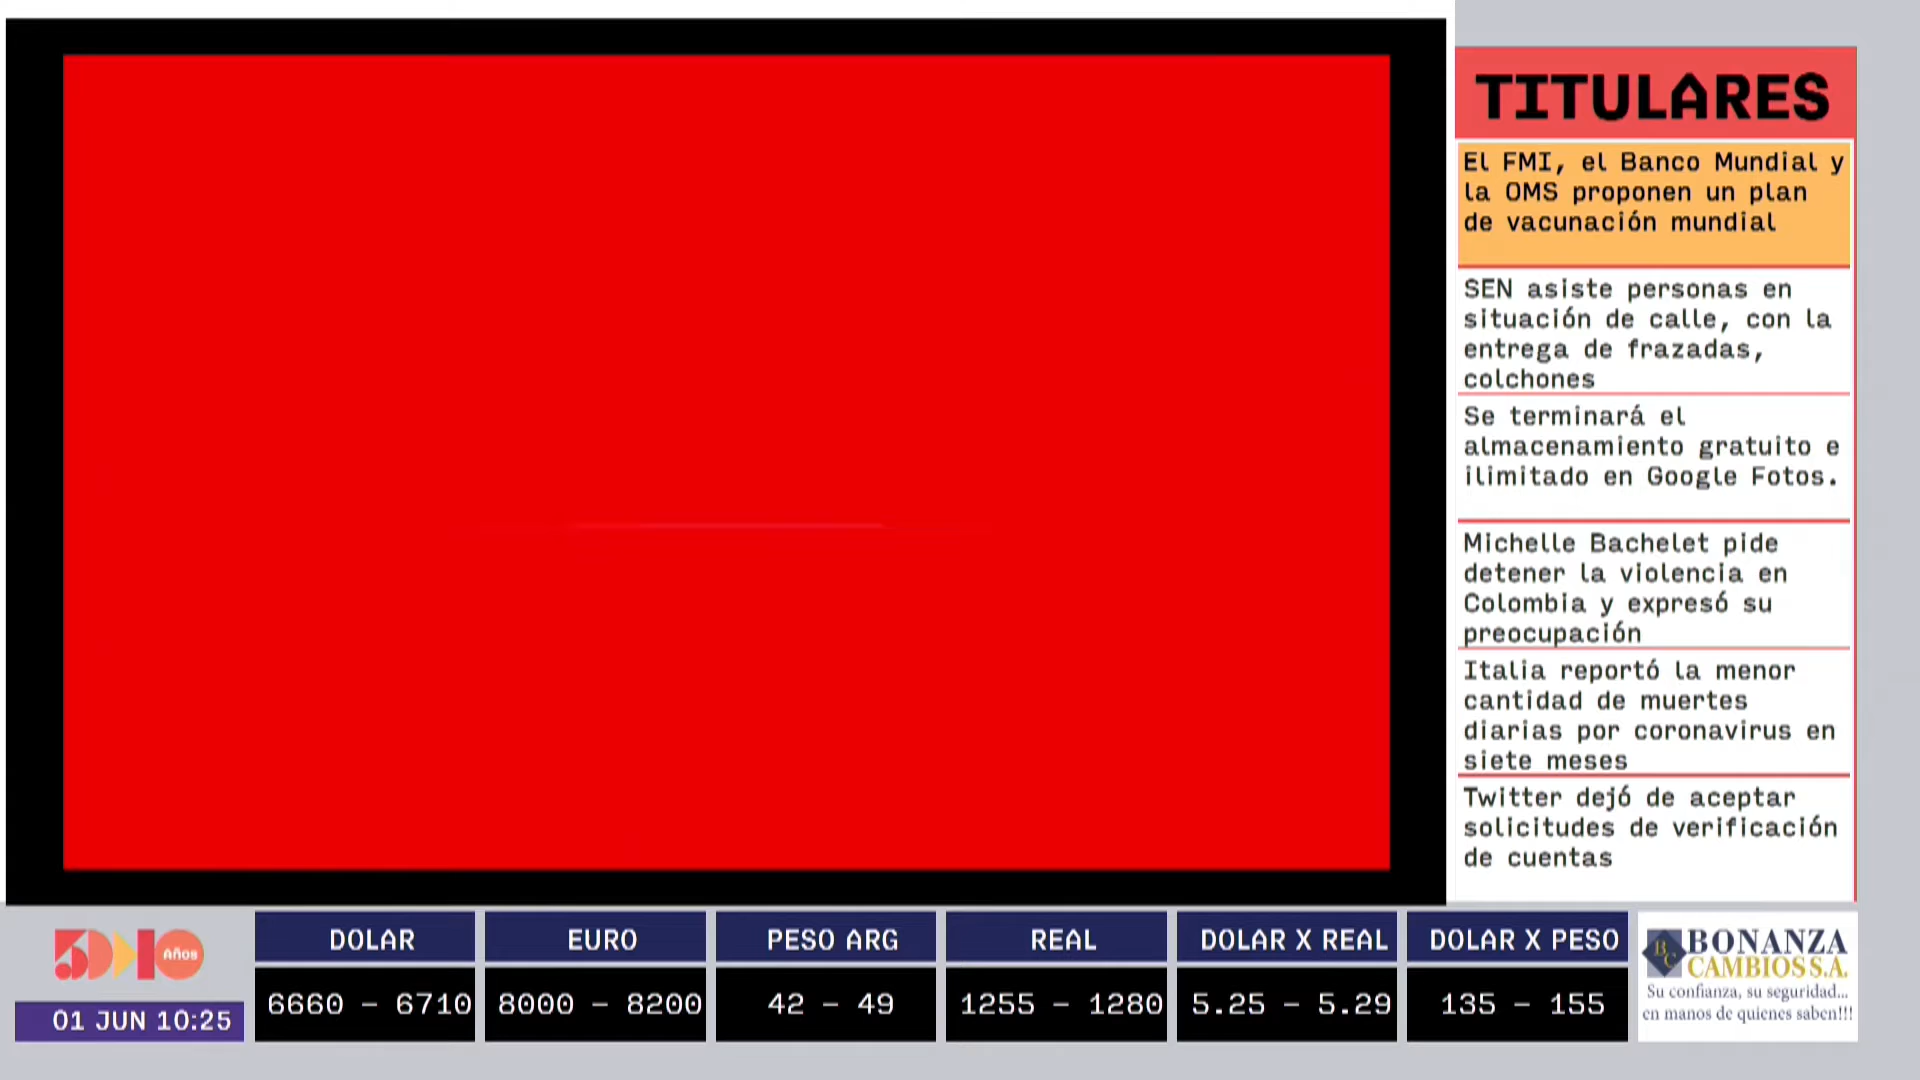 TITULARES
El FMI, el Banco Mundial y
la OMS proponen un plan
de vacunación mundial
SEN asiste personas en
situación de calle, con la
entrega de frazadas,
colchones
Se terminará el
almacenamiento gratuito e
ilimitado en Google Fotos.
Michelle Bachelet pide
detener la violencia en
Colombia y expresó su
preocupación
Italia reportó la menor
cantidad de muertes
diarias por coronavirus en
siete meses
Twitter dejó de aceptar
solicitudes de verificación
de cuentas
Años
01 JUN 10:25
DOLAR
6660 - 6710
EURO
8000 - 8200
PESO ARG
42 - 49
REAL
1255 - 1280
DOLAR X REAL
5.25 - 5.29
DOLAR X PESO
135 - 155
BC
BONANZA
CAMBIOS S.A.
Su confianza, su seguridad...
en manos de quienes saben!!!